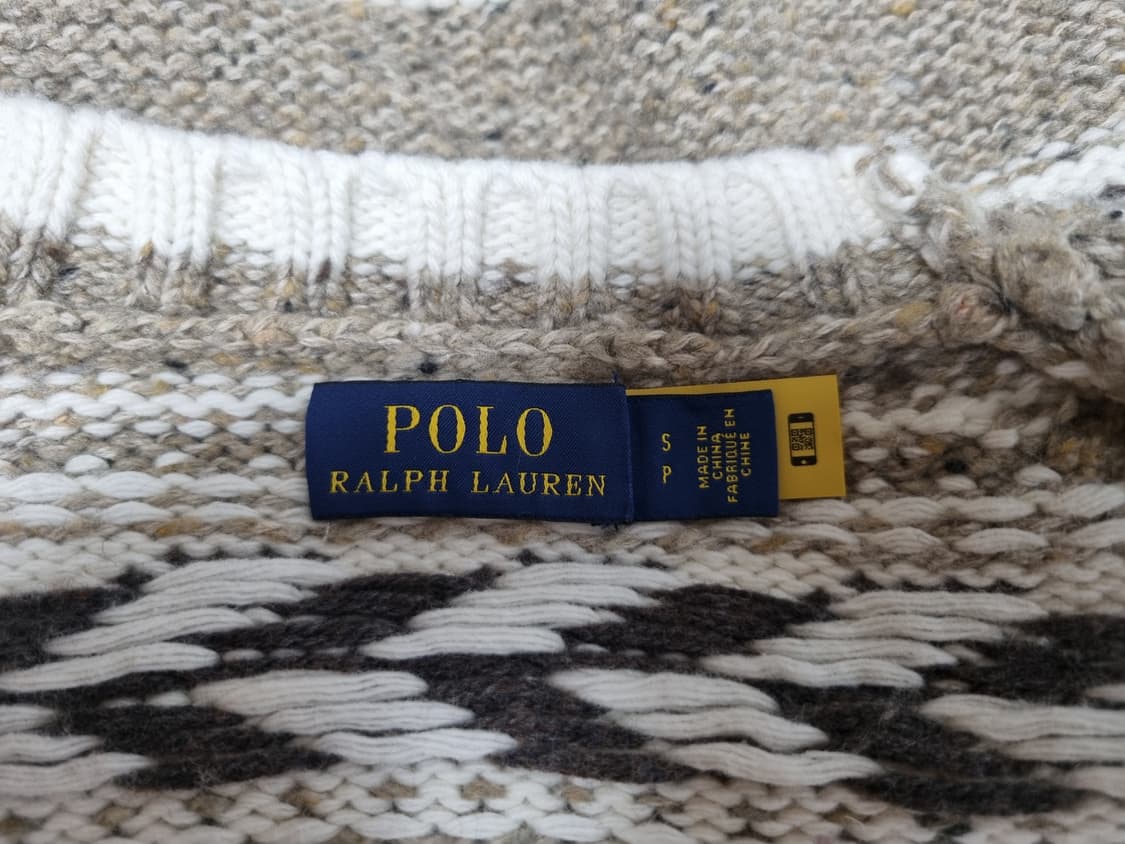 POLO
RALPH LAUREN
S
P
MADE IN
CHINA
FABRIQUÉ EN
CHINE